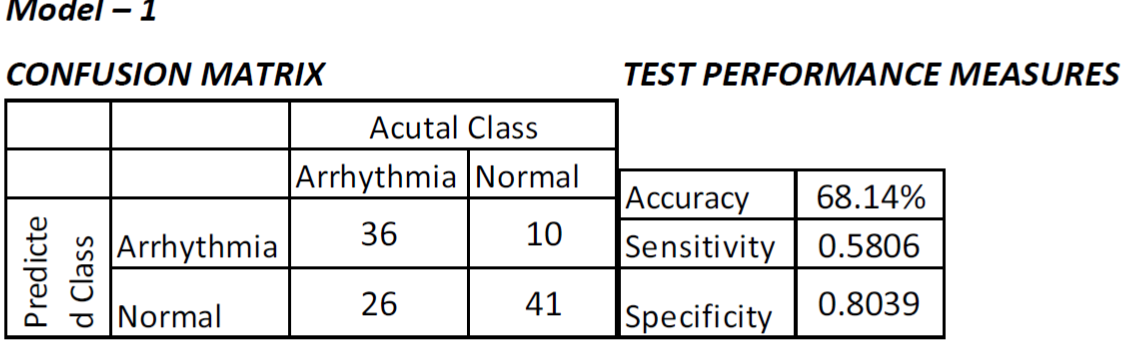 Model – 1
CONFUSION MATRIX
TEST PERFORMANCE MEASURES
Acutal Class
Arrhythmia Normal
Predicte
d Class
Arrhythmia 36 10
Normal 26 41
Accuracy 68.14%
Sensitivity 0.5806
Specificity 0.8039